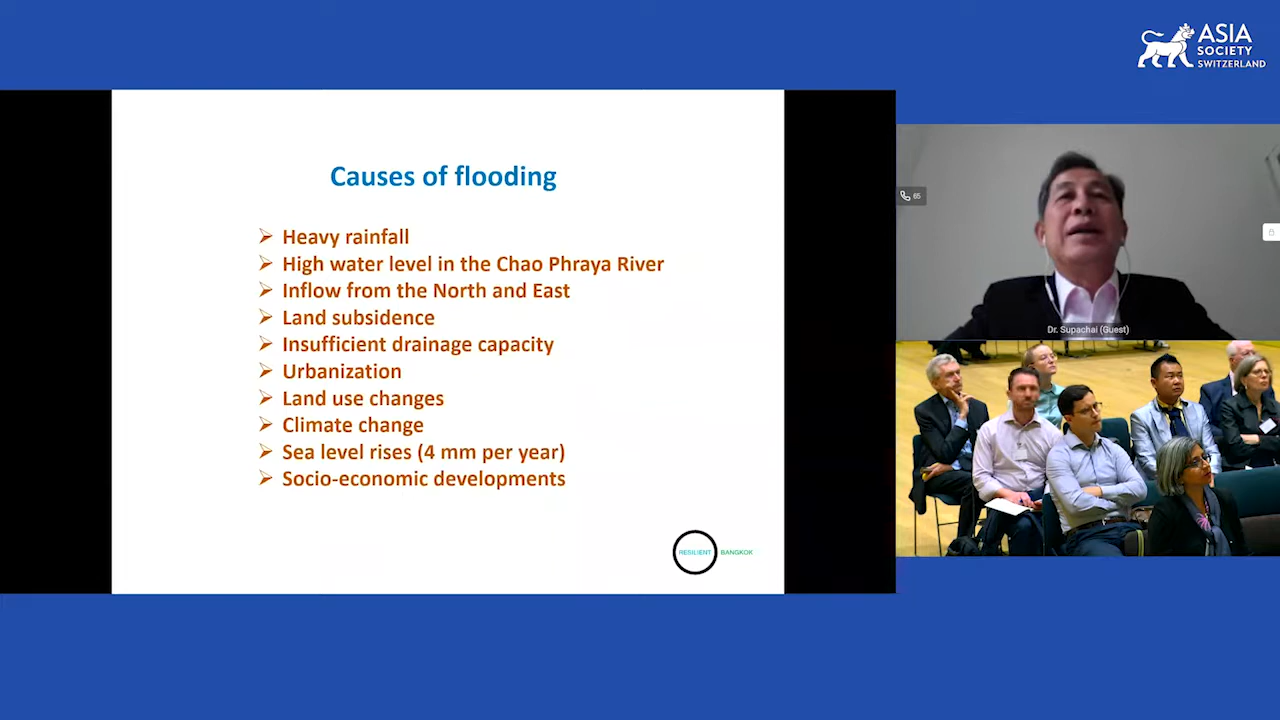 ASIA
SOCIETY
SWITZERLAND
Causes of flooding
Heavy rainfall
High water level in the Chao Phraya River
Inflow from the North and East
Land subsidence
Insufficient drainage capacity
Urbanization
Land use changes
Climate change
Sea level rises (4 mm per year)
Socio-economic developments
RESILIENT BANGKOK
65
Dr. Supachai (Guest)